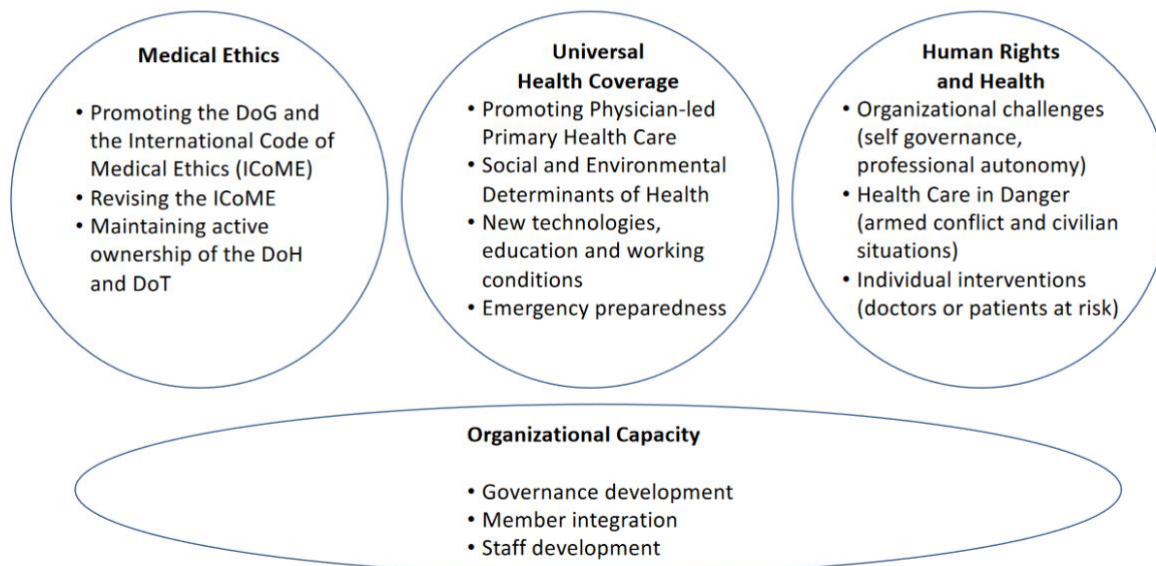 Medical Ethics
• Promoting the DoG and
the International Code of
Medical Ethics (ICoME)
• Revising the ICoME
• Maintaining active
ownership of the DoH
and DoT
Universal
Health Coverage
• Promoting Physician-led
Primary Health Care
• Social and Environmental
Determinants of Health
• New technologies,
education and working
conditions
• Emergency preparedness
Human Rights
and Health
• Organizational challenges
(self governance,
professional autonomy)
• Health Care in Danger
(armed conflict and civilian
situations)
• Individual interventions
(doctors or patients at risk)
Organizational Capacity
• Governance development
• Member integration
• Staff development